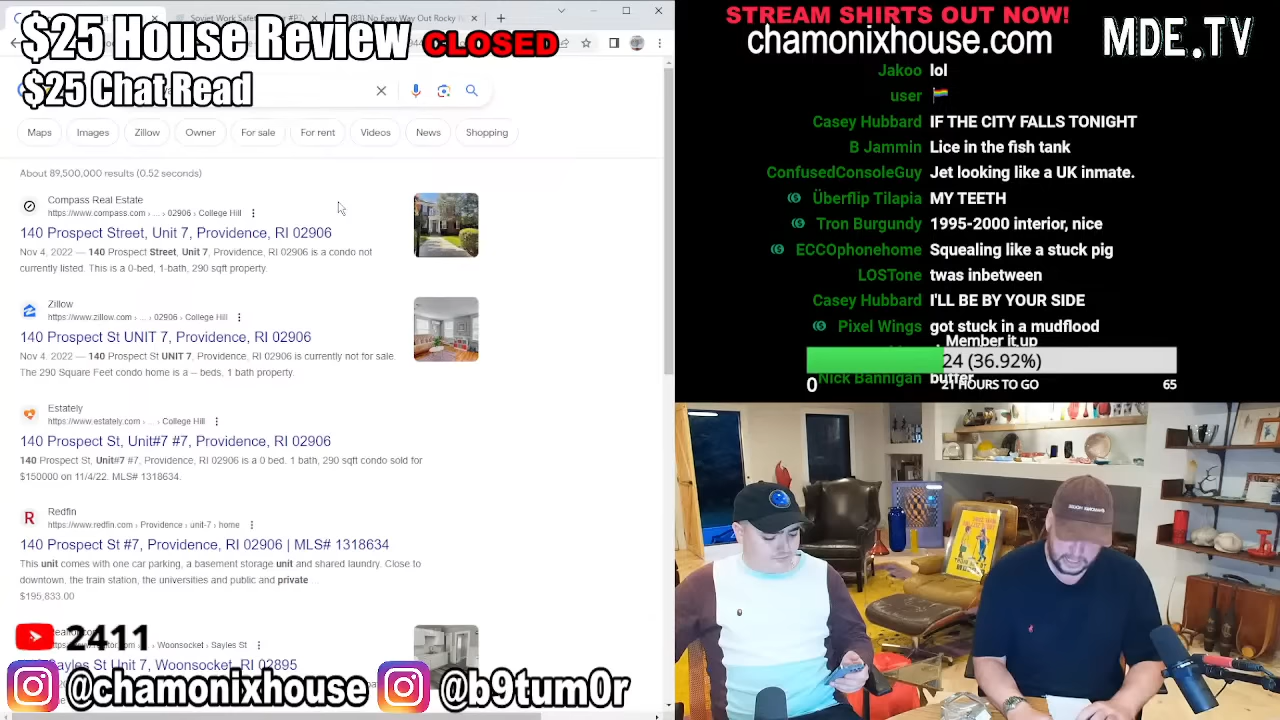 $25 House Review CLOSED
$25 Chat Read
Maps
Images
Zillow
Owner
For sale
For rent
Videos
News
Shopping
About 89,500,000 results (0.52 seconds)
Compass Real Estate
https://www.compass.com › ... › 02906 › College Hill
140 Prospect Street, Unit 7, Providence, RI 02906
Nov 4, 2022 — 140 Prospect Street, Unit 7, Providence, RI 02906 is a condo not
currently listed. This is a 0-bed, 1-bath, 290 sqft property.
Zillow
https://www.zillow.com › ... › 02906 › College Hill
140 Prospect St UNIT 7, Providence, RI 02906
Nov 4, 2022 — 140 Prospect St UNIT 7, Providence, RI 02906 is currently not for sale.
The 290 Square Feet condo home is a -- beds, 1 bath property.
Estately
https://www.estately.com › ... › College Hill
140 Prospect St, Unit#7 #7, Providence, RI 02906
140 Prospect St, Unit#7 #7, Providence, RI 02906 is a 0 bed, 1 bath, 290 sqft condo sold for
$150000 on 11/4/22. MLS# 1318634.
Redfin
https://www.redfin.com › Providence › unit-7 › home
140 Prospect St #7, Providence, RI 02906 | MLS# 1318634
This unit comes with one car parking, a basement storage unit and shared laundry. Close to
downtown, the train station, the universities and public and private ...
$195,833.00
2411
Woonsocket › Sayles St
Sayles St Unit 7, Woonsocket, RI 02895
@chamonixhouse @b9tum0r
STREAM SHIRTS OUT NOW!
chamonixhouse.com
MDE.TV
Jakoo lol
user
Casey Hubbard IF THE CITY FALLS TONIGHT
B Jammin Lice in the fish tank
ConfusedConsoleGuy Jet looking like a UK inmate.
Überflip Tilapia MY TEETH
Tron Burgundy 1995-2000 interior, nice
ECCOphonehome Squealing like a stuck pig
LOSTone twas inbetween
Casey Hubbard I'LL BE BY YOUR SIDE
Pixel Wings got stuck in a mudflood
Member it up
24 (36.92%)
Nick Bannigan buffer
0
21 HOURS TO GO
65